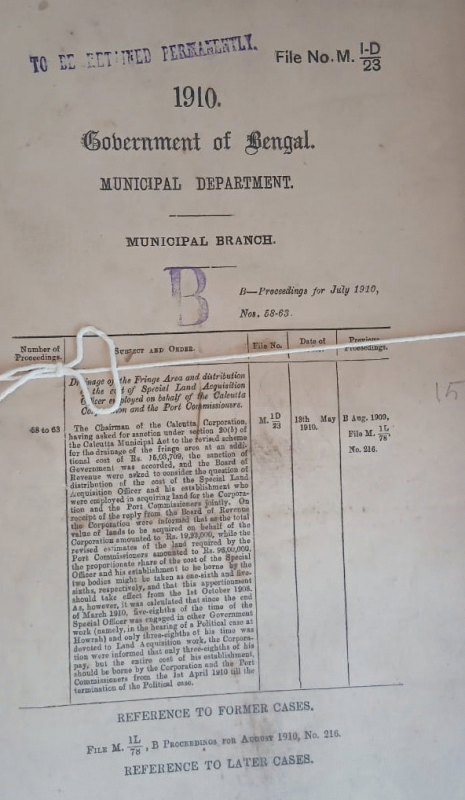 TO BE RETAINED PERMANENTLY.
File No. M. I-D/23
1910.
Government of Bengal.
MUNICIPAL DEPARTMENT.
MUNICIPAL BRANCH.
B
B—Proceedings for July 1910,
Nos. 58-63.
Number of Proceedings. SUBJECT AND ORDER. File No. Date of Previous Proceedings.
Drainage of the Fringe Area and distribution
of the cost of Special Land Acquisition
Officer employed on behalf of the Calcutta
Corporation and the Port Commissioners.
58 to 63 The Chairman of the Calcutta Corporation, M. 1D/23 13th May 1910. B Aug. 1909, File M. 1L/78 No. 216.
having asked for sanction under section 20(b) of
the Calcutta Municipal Act to the revised scheme
for the drainage of the fringe area at an addi-
tional cost of Rs. 15,03,709, the sanction of
Government was accorded, and the Board of
Revenue were asked to consider the question of
distribution of the cost of the Special Land
Acquisition Officer and his establishment who
were employed in acquiring land for the Corpora-
tion and the Port Commissioners jointly. On
receipt of the reply from the Board of Revenue
the Corporation were informed that as the total
value of lands to be acquired on behalf of the
Corporation amounted to Rs. 19,23,000, while the
revised estimates of the land required by the
Port Commissioners amounted to Rs. 96,00,000,
the proportionate share of the cost of the Special
Officer and his establishment to be borne by the
two bodies might be taken as one-sixth and five-
sixths, respectively, and that this apportionment
should take effect from the 1st October 1908.
As, however, it was calculated that since the end
of March 1910, five-eighths of the time of the
Special Officer was engaged in other Government
work (namely, in the hearing of a Political case at
Howrah) and only three-eighths of his time was
devoted to Land Acquisition work, the Corpora-
tion were informed that only three-eighths of his
pay, but the entire cost of his establishment,
should be borne by the Corporation and the Port
Commissioners from the 1st April 1910 till the
termination of the Political case.
15
REFERENCE TO FORMER CASES.
FILE M. 1L/78, B PROCEEDINGS FOR AUGUST 1910, No. 216.
REFERENCE TO LATER CASES.